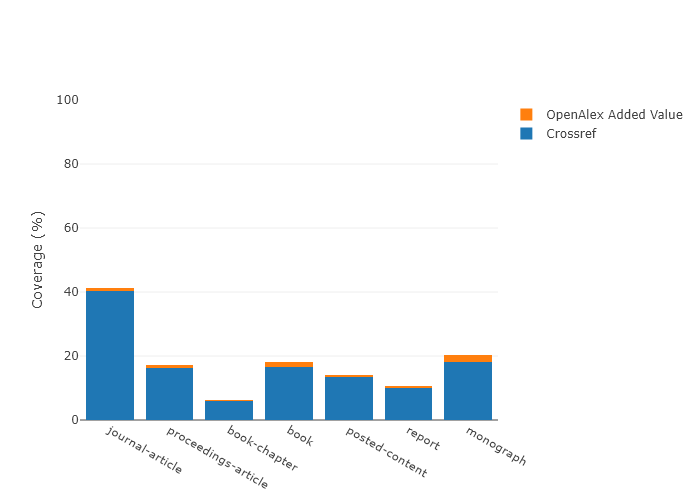 100
80
60
40
20
0
Coverage (%)
journal-article
proceedings-article
book-chapter
book
posted-content
report
monograph
OpenAlex Added Value
Crossref